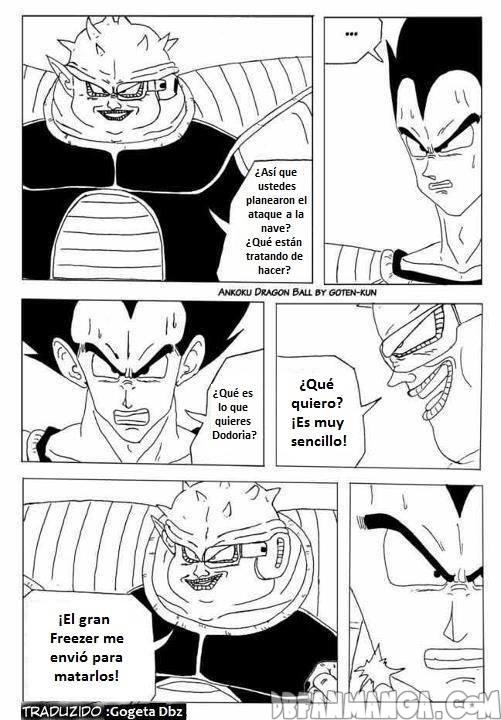 ...
¿Así que
ustedes
planearon el
ataque a la
nave?
¿Qué están
tratando de
hacer?
Ankoku Dragon Ball by goten-kun
¿Qué es
lo que
quieres
Dodoria?
¿Qué
quiero?
¡Es muy
sencillo!
¡El gran
Freezer me
envió para
matarlos!
TRADUZIDO :Gogeta Dbz
DBFANMANGA.COM